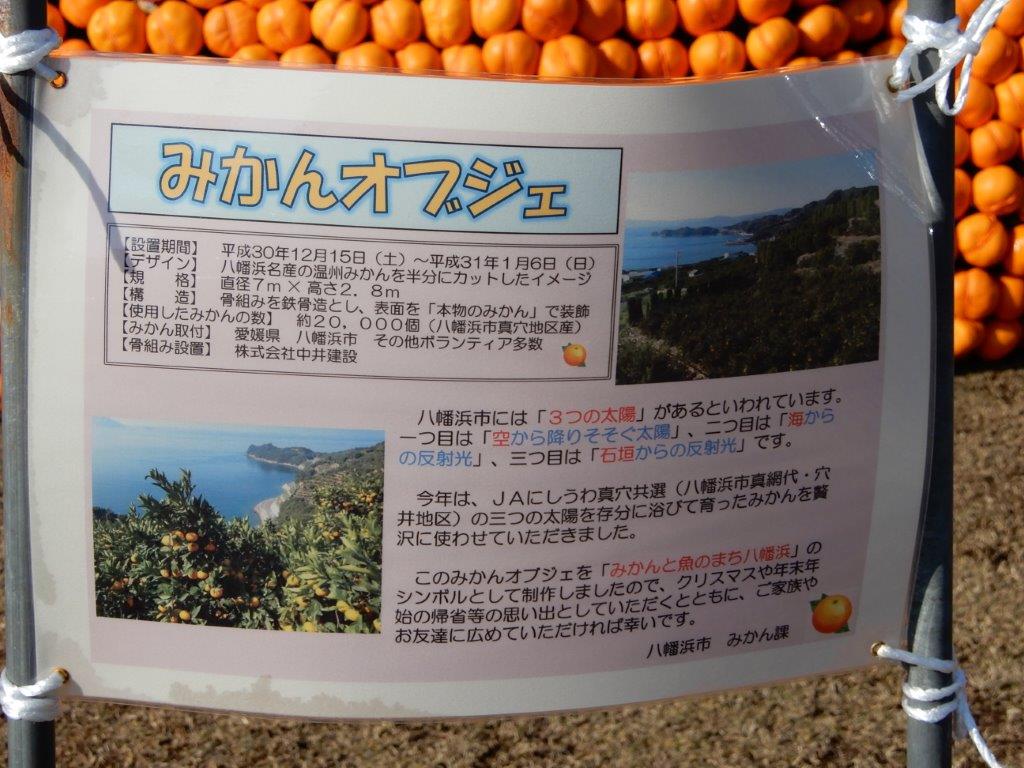 みかんオブジェ
【設置期間】 平成30年12月15日（土）～平成31年1月6日（日）
【デザイン】 八幡浜名産の温州みかんを半分にカットしたイメージ
【規　　格】 直径7ｍ×高さ2．8ｍ
【構　　造】 骨組みを鉄骨造とし、表面を「本物のみかん」で装飾
【使用したみかんの数】 約20，000個（八幡浜市真穴地区産）
【みかん取付】 愛媛県　八幡浜市　その他ボランティア多数
【骨組み設置】 株式会社中井建設
八幡浜市には「３つの太陽」があるといわれています。
一つ目は「空から降りそそぐ太陽」、二つ目は「海から
の反射光」、三つ目は「石垣からの反射光」です。
今年は、ＪＡにしうわ真穴共選（八幡浜市真網代・穴
井地区）の三つの太陽を存分に浴びて育ったみかんを贅
沢に使わせていただきました。
このみかんオブジェを「みかんと魚のまち八幡浜」の
シンボルとして制作しましたので、クリスマスや年末年
始の帰省等の思い出としていただくとともに、ご家族や
お友達に広めていただければ幸いです。
八幡浜市　みかん課